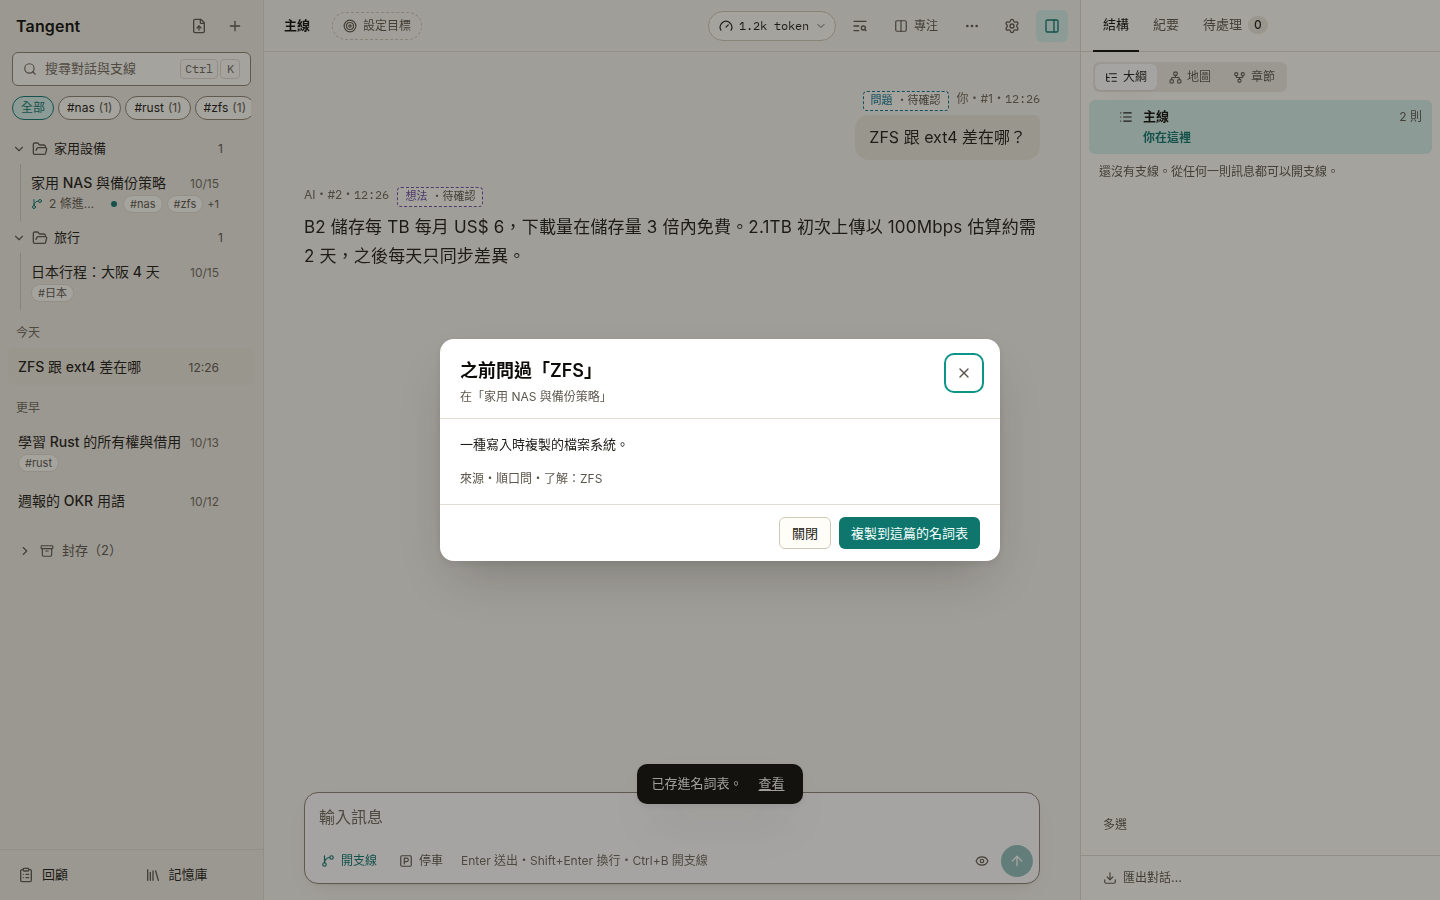 Tangent
搜尋對話與支線 Ctrl K
全部 #nas (1) #rust (1) #zfs (1)
家用設備 1
家用 NAS 與備份策略 10/15
2 條進... #nas #zfs +1
旅行 1
日本行程：大阪 4 天 10/15
#日本
今天
ZFS 跟 ext4 差在哪 12:26
更早
學習 Rust 的所有權與借用 10/13
#rust
週報的 OKR 用語 10/12
封存（2）
回顧 記憶庫
主線 設定目標 1.2k token 專注
問題・待確認 你・#1・12:26
ZFS 跟 ext4 差在哪？
AI・#2・12:26 想法・待確認
B2 儲存每 TB 每月 US$ 6，下載量在儲存量 3 倍內免費。2.1TB 初次上傳以 100Mbps 估算約需
2 天，之後每天只同步差異。
之前問過「ZFS」
在「家用 NAS 與備份策略」
一種寫入時複製的檔案系統。
來源・順口問・了解：ZFS
關閉 複製到這篇的名詞表
已存進名詞表。 查看
輸入訊息
開支線 停車 Enter 送出・Shift+Enter 換行・Ctrl+B 開支線
結構 紀要 待處理 0
大綱 地圖 章節
主線 2 則
你在這裡
還沒有支線。從任何一則訊息都可以開支線。
多選
匯出對話...